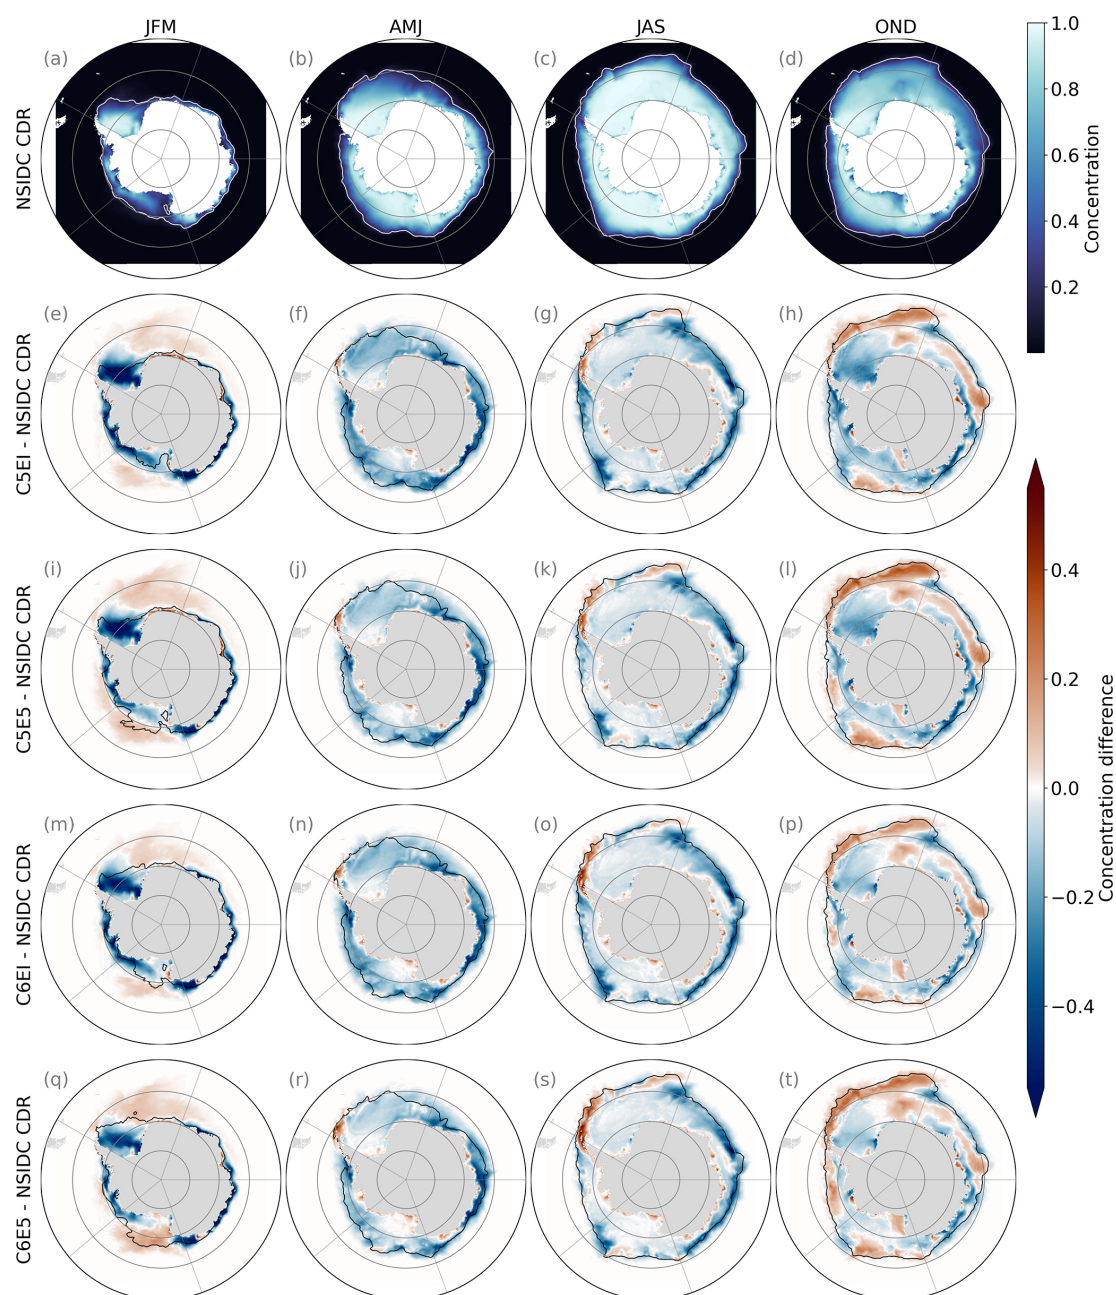 JFM AMJ JAS OND
(a) (b) (c) (d)
NSIDC CDR
1.0
0.8
0.6
0.4
0.2
Concentration
(e) (f) (g) (h)
C5EI - NSIDC CDR
(i) (j) (k) (l)
C5E5 - NSIDC CDR
(m) (n) (o) (p)
C6EI - NSIDC CDR
(q) (r) (s) (t)
C6E5 - NSIDC CDR
0.4
0.2
0.0
−0.2
−0.4
Concentration difference